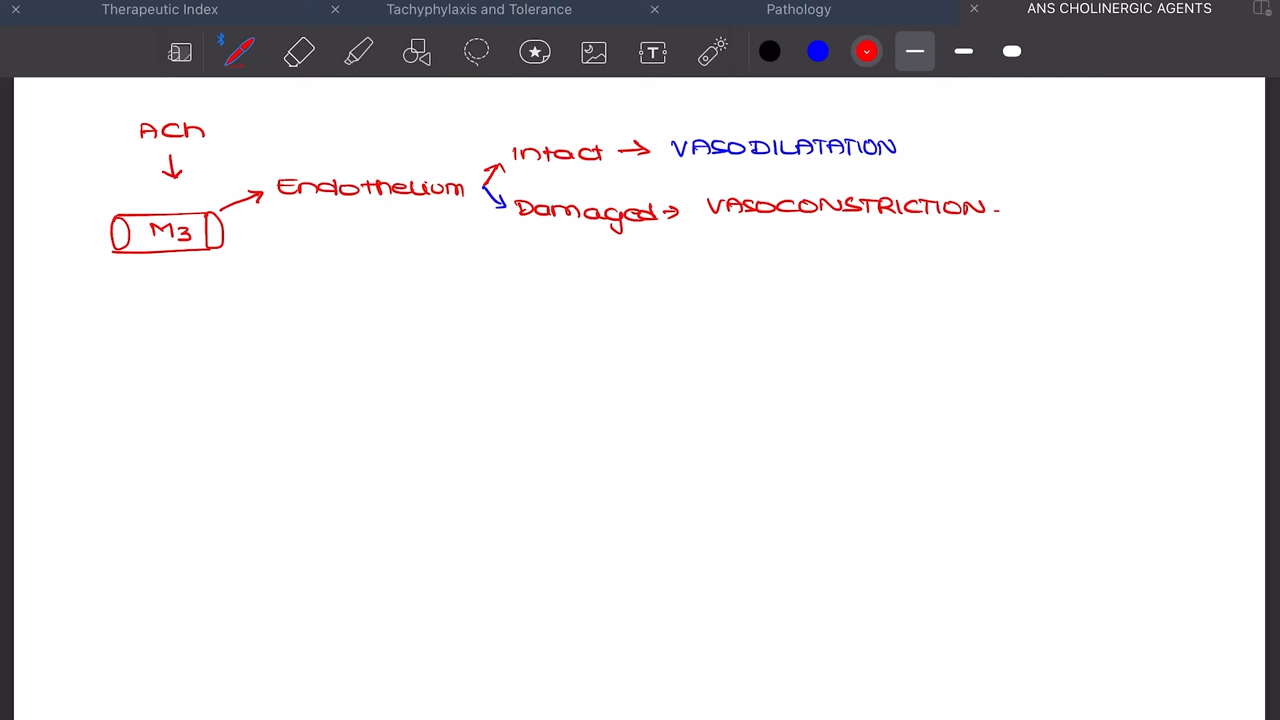 Therapeutic Index
Tachyphylaxis and Tolerance
Pathology
ANS CHOLINERGIC AGENTS
T
ACh
Intact → VASODILATATION
Endothelium
Damaged → VASOCONSTRICTION -
M3